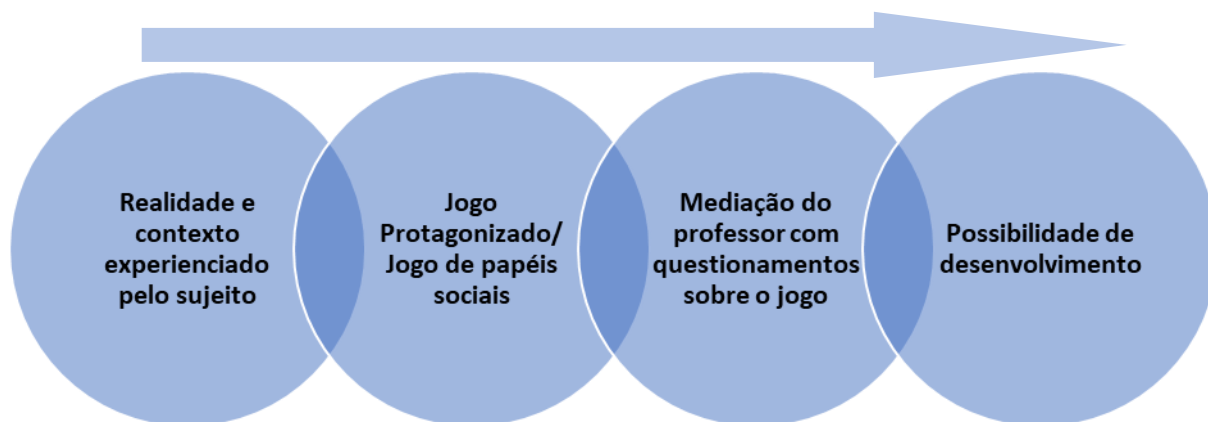 Realidade e
contexto
experienciado
pelo sujeito
Jogo
Protagonizado/
Jogo de papéis
sociais
Mediação do
professor com
questionamentos
sobre o jogo
Possibilidade de
desenvolvimento